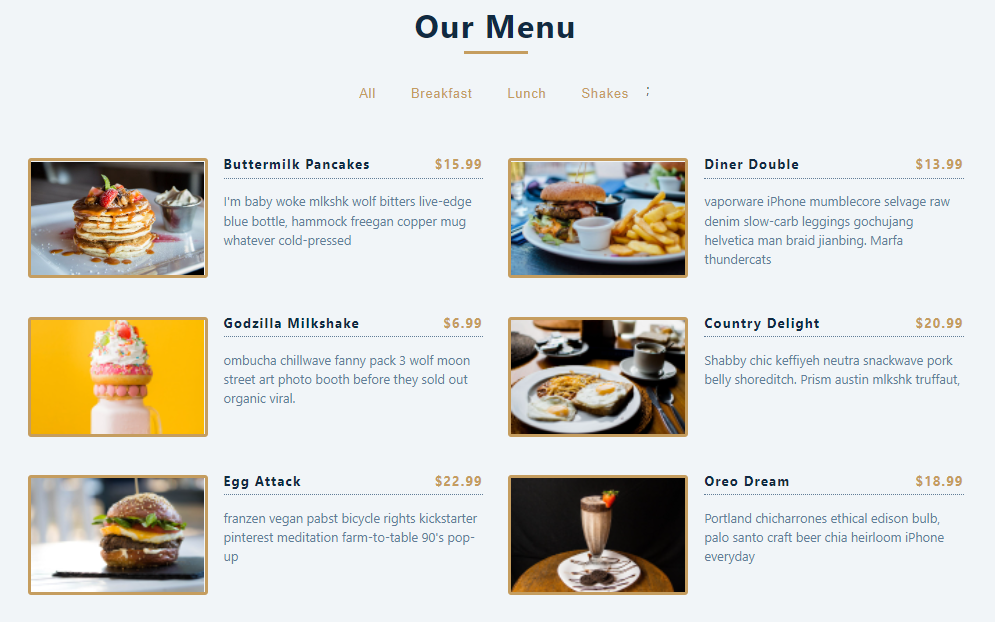 Our Menu
All Breakfast Lunch Shakes ;
Buttermilk Pancakes $15.99
I'm baby woke mlkshk wolf bitters live-edge
blue bottle, hammock freegan copper mug
whatever cold-pressed
Diner Double $13.99
vaporware iPhone mumblecore selvage raw
denim slow-carb leggings gochujang
helvetica man braid jianbing. Marfa
thundercats
Godzilla Milkshake $6.99
ombucha chillwave fanny pack 3 wolf moon
street art photo booth before they sold out
organic viral.
Country Delight $20.99
Shabby chic keffiyeh neutra snackwave pork
belly shoreditch. Prism austin mlkshk truffaut,
Egg Attack $22.99
franzen vegan pabst bicycle rights kickstarter
pinterest meditation farm-to-table 90's pop-
up
Oreo Dream $18.99
Portland chicharrones ethical edison bulb,
palo santo craft beer chia heirloom iPhone
everyday